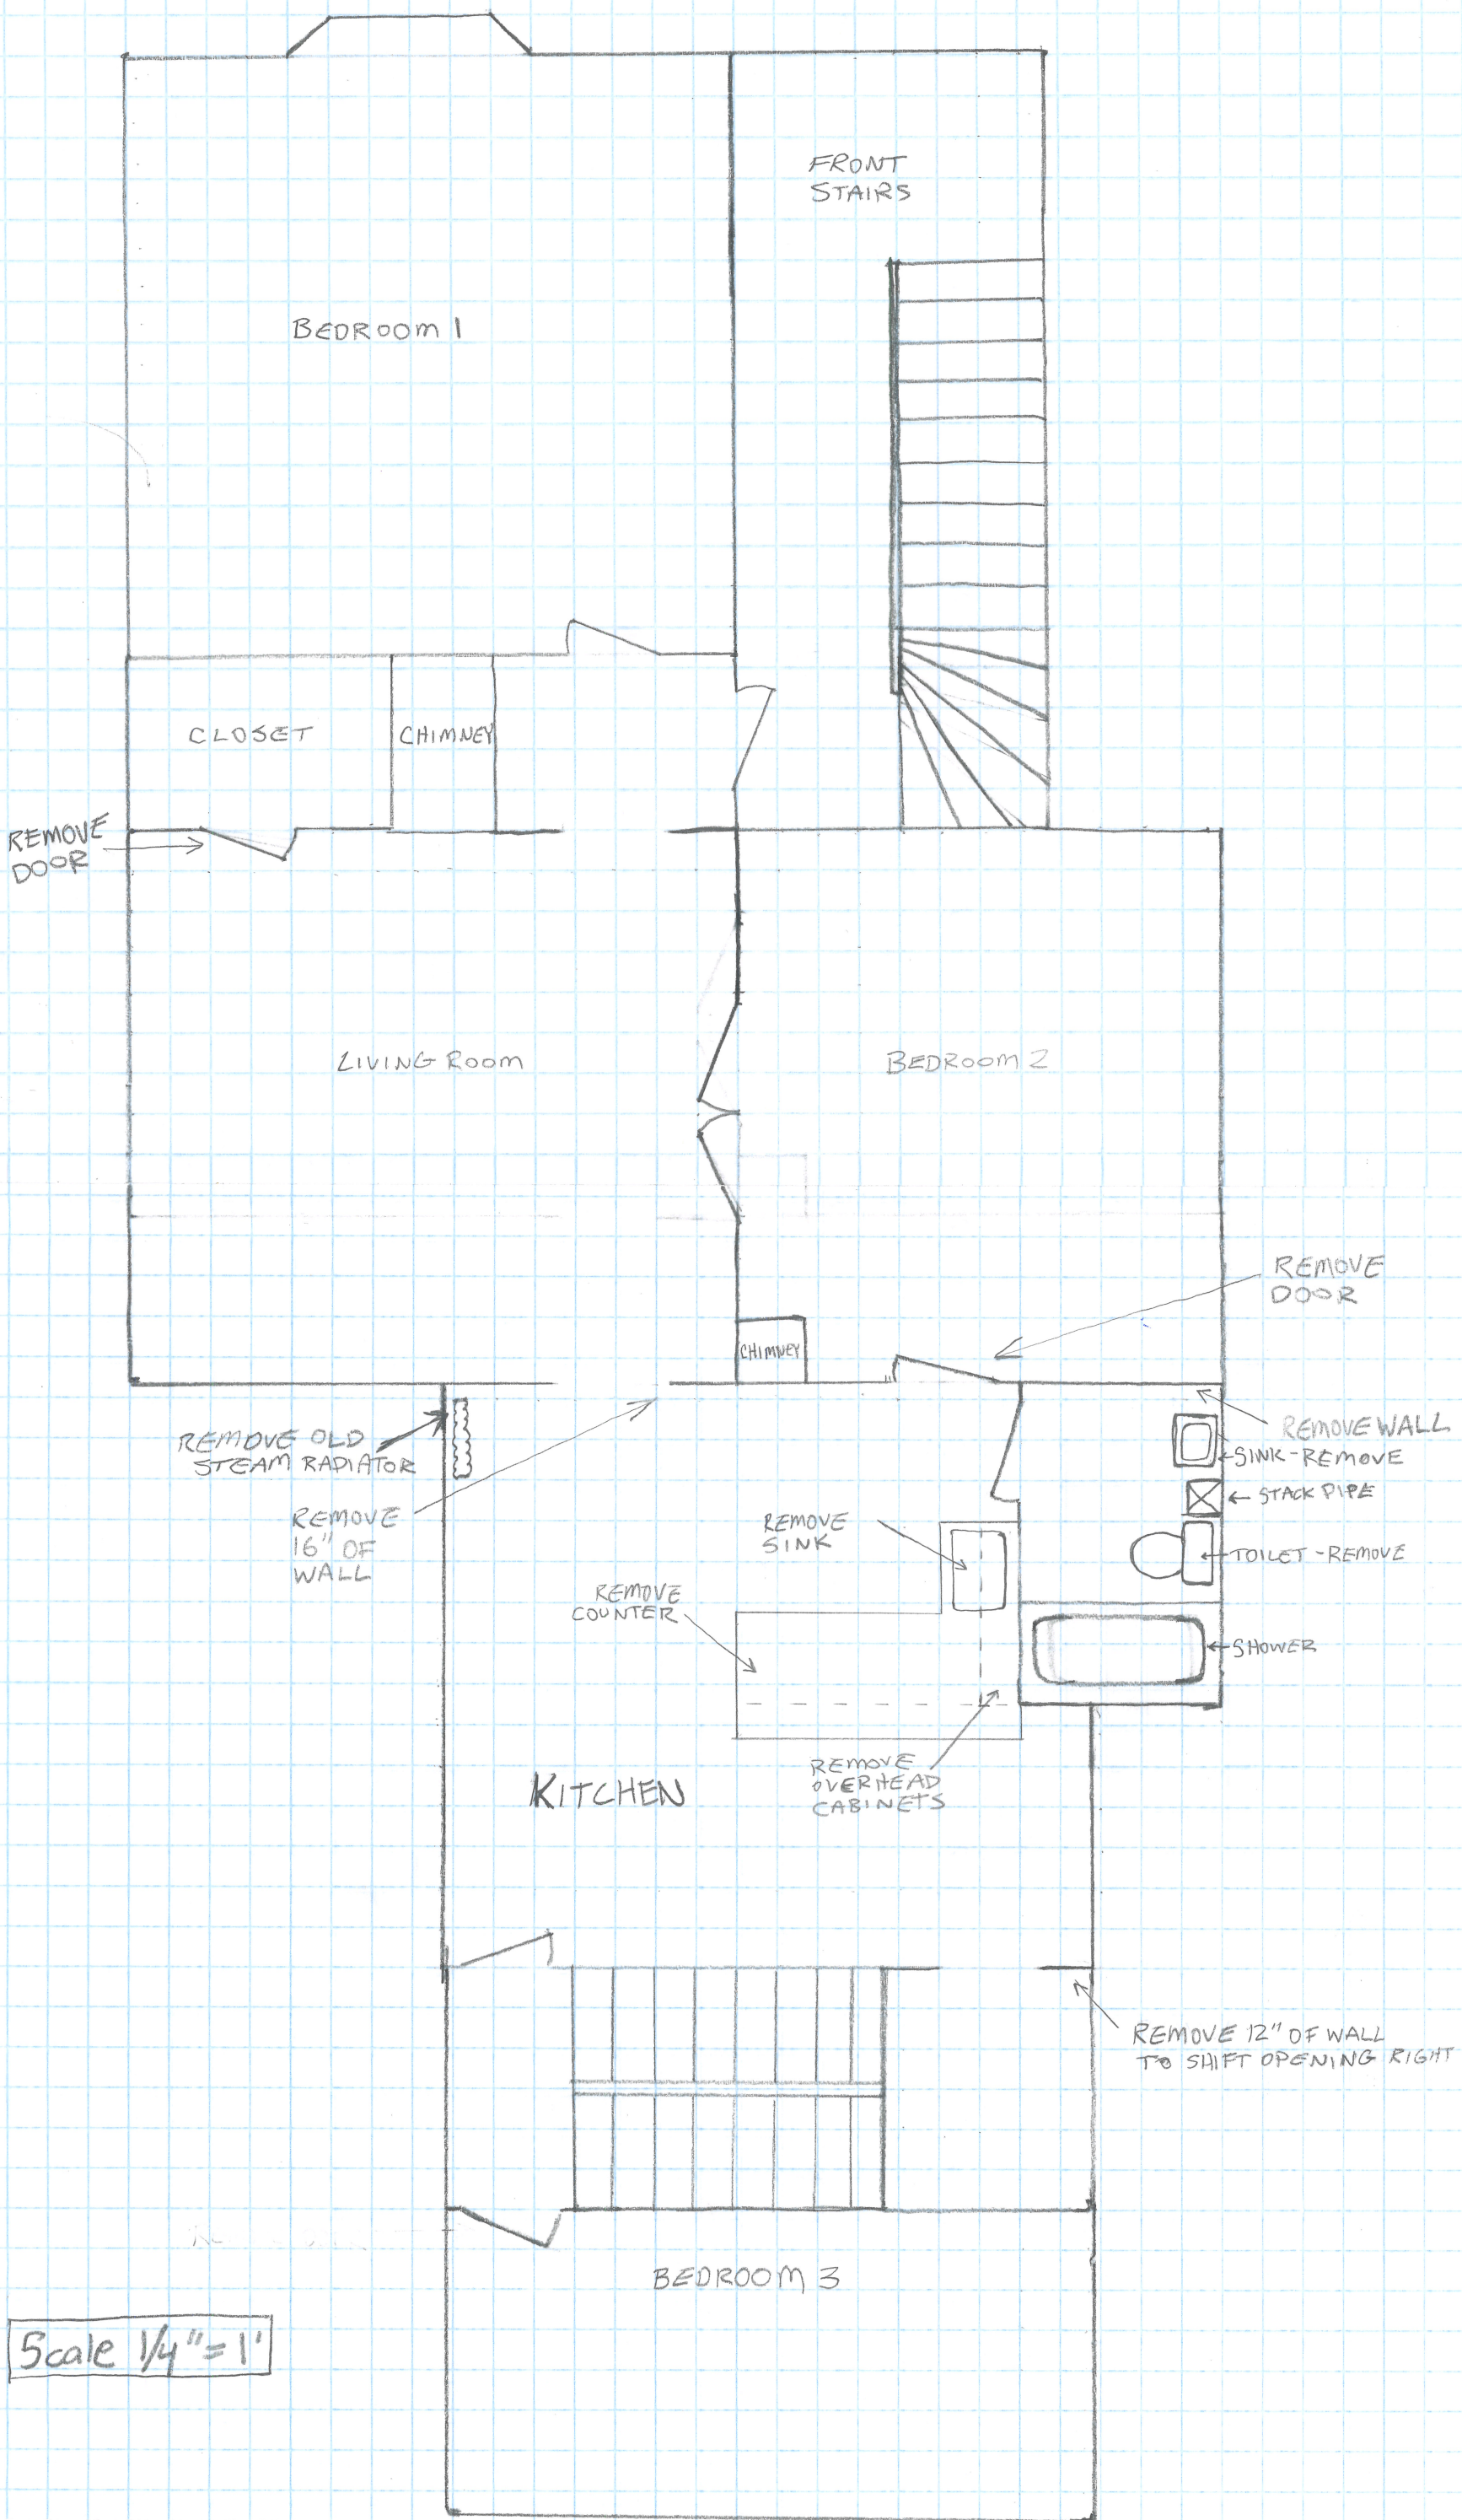 FRONT
STAIRS
BEDROOM 1
CLOSET
CHIMNEY
REMOVE
DOOR
LIVING ROOM
BEDROOM 2
REMOVE
DOOR
CHIMNEY
REMOVE WALL
SINK-REMOVE
STACK PIPE
TOILET-REMOVE
SHOWER
REMOVE OLD
STEAM RADIATOR
REMOVE
16" OF
WALL
REMOVE
SINK
REMOVE
COUNTER
REMOVE
OVERHEAD
CABINETS
KITCHEN
REMOVE 12" OF WALL
TO SHIFT OPENING RIGHT
BEDROOM 3
Scale 1/4"=1'